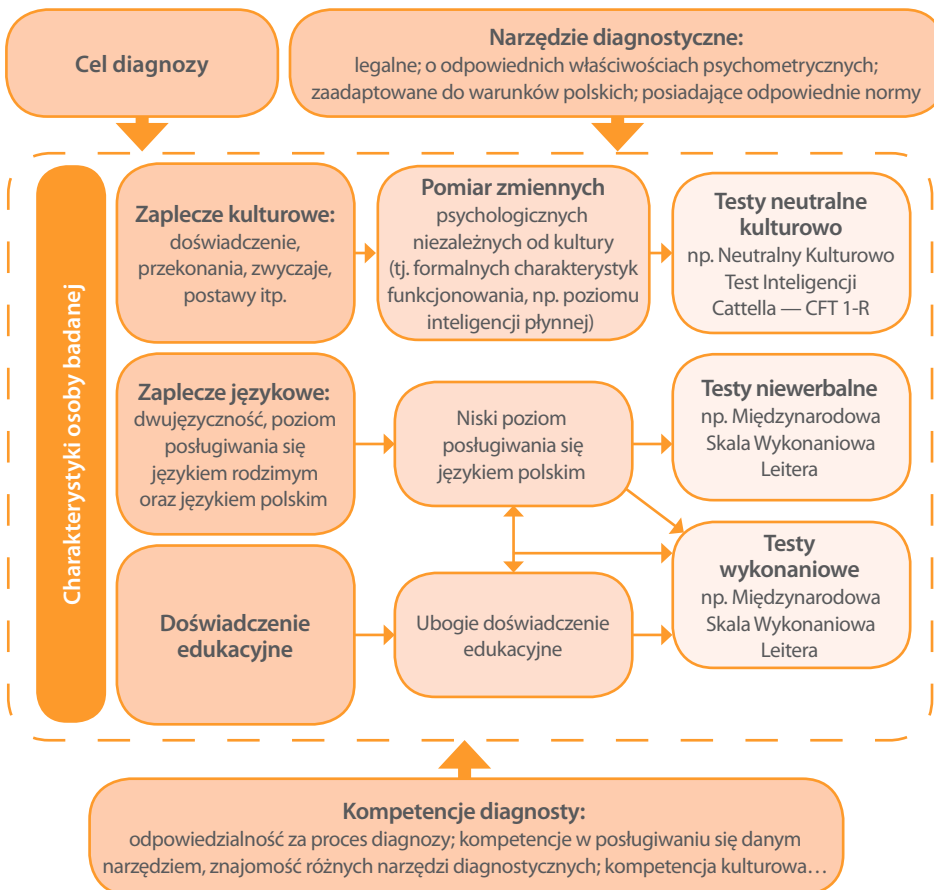 Cel diagnozy
Narzędzie diagnostyczne:
legalne; o odpowiednich właściwościach psychometrycznych;
zaadaptowane do warunków polskich; posiadające odpowiednie normy
Charakterystyki osoby badanej
Zaplecze kulturowe:
doświadczenie,
przekonania, zwyczaje,
postawy itp.
Pomiar zmiennych
psychologicznych
niezależnych od kultury
(tj. formalnych charakterystyk
funkcjonowania, np. poziomu
inteligencji płynnej)
Testy neutralne
kulturowo
np. Neutralny Kulturowo
Test Inteligencji
Cattella — CFT 1-R
Zaplecze językowe:
dwujęzyczność, poziom
posługiwania się
językiem rodzimym
oraz językiem polskim
Niski poziom
posługiwania się
językiem polskim
Testy niewerbalne
np. Międzynarodowa
Skala Wykonaniowa
Leitera
Doświadczenie
edukacyjne
Ubogie doświadczenie
edukacyjne
Testy
wykonaniowe
np. Międzynarodowa
Skala Wykonaniowa
Leitera
Kompetencje diagnosty:
odpowiedzialność za proces diagnozy; kompetencje w posługiwaniu się danym
narzędziem, znajomość różnych narzędzi diagnostycznych; kompetencja kulturowa…